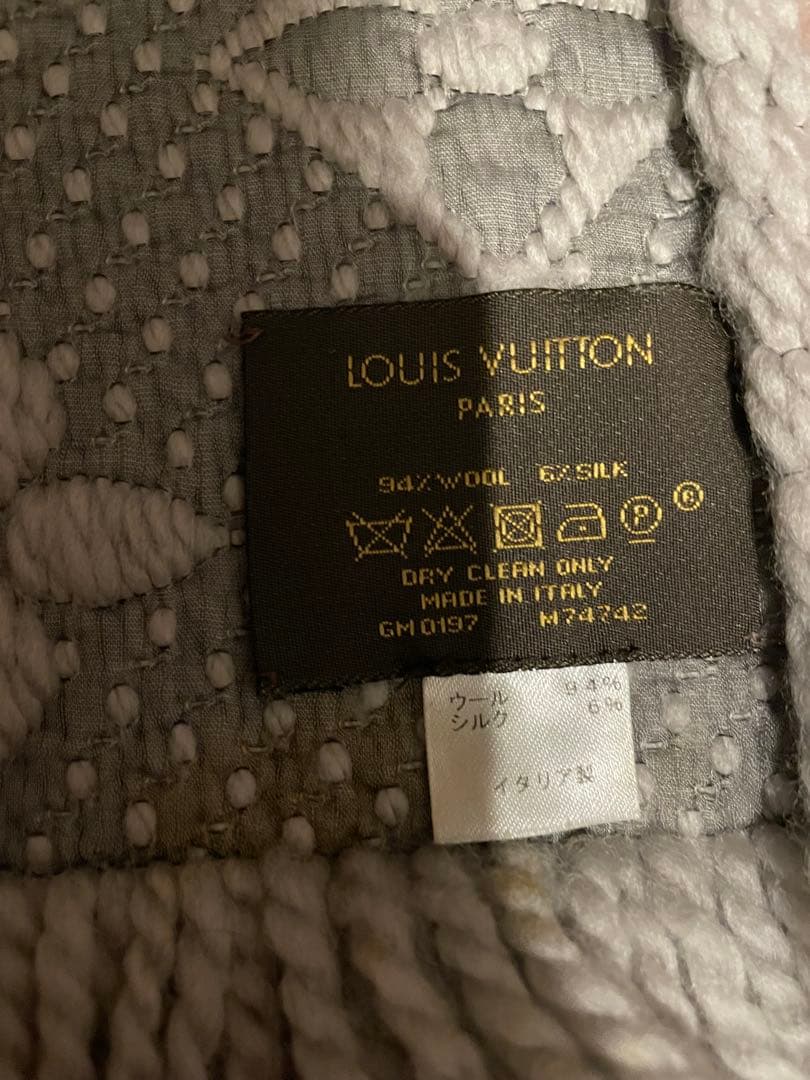 LOUIS VUITTON
PARIS
94% WOOL 6% SILK
P
®
DRY CLEAN ONLY
MADE IN ITALY
GM0197 M74742
ウール 94%
シルク 6%
イタリア製